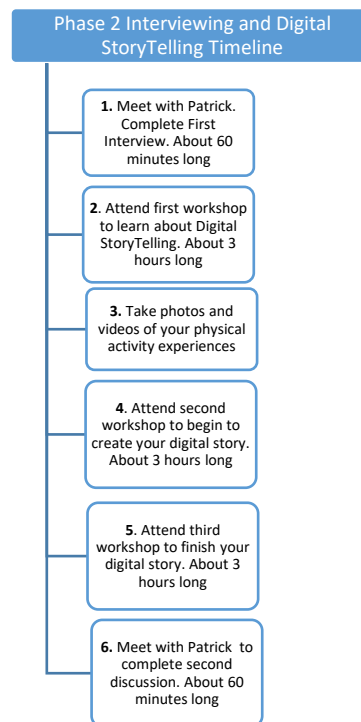 Phase 2 Interviewing and Digital
StoryTelling Timeline
1. Meet with Patrick.
Complete First
Interview. About 60
minutes long
2. Attend first workshop
to learn about Digital
StoryTelling. About 3
hours long
3. Take photos and
videos of your physical
activity experiences
4. Attend second
workshop to begin to
create your digital story.
About 3 hours long
5. Attend third
workshop to finish your
digital story. About 3
hours long
6. Meet with Patrick to
complete second
discussion. About 60
minutes long